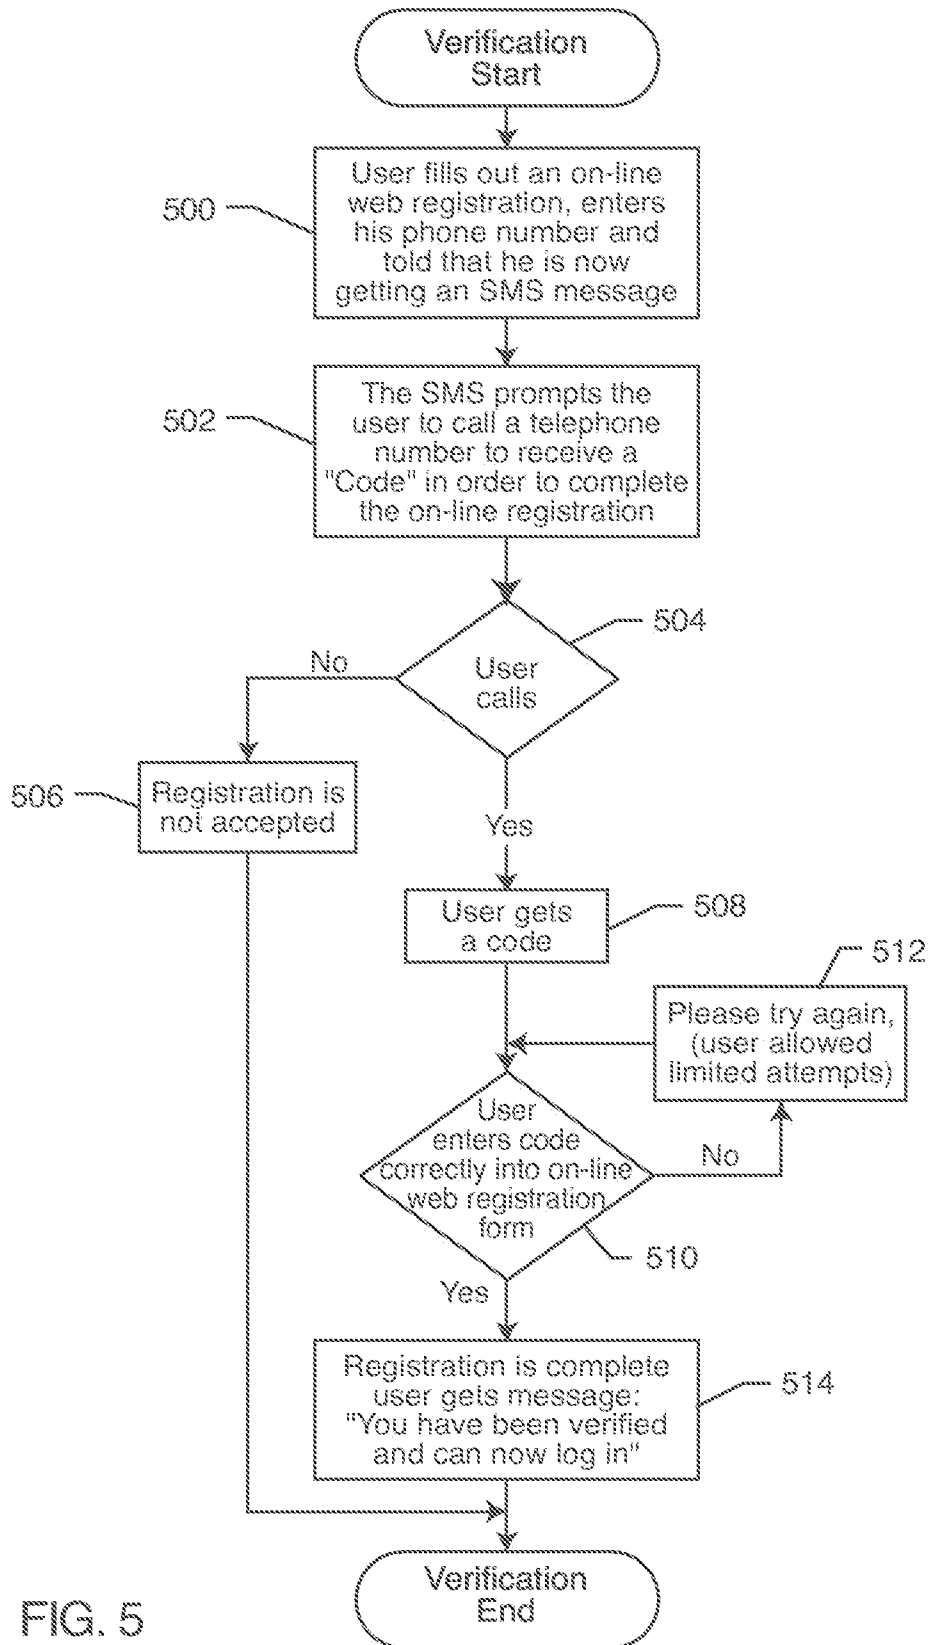 Verification
Start
500
User fills out an on-line
web registration, enters
his phone number and
told that he is now
getting an SMS message
502
The SMS prompts the
user to call a telephone
number to receive a
"Code" in order to complete
the on-line registration
504
User
calls
No
Yes
506
Registration is
not accepted
User gets
a code
508
512
Please try again,
(user allowed
limited attempts)
User
enters code
correctly into on-line
web registration
form
No
510
Yes
Registration is complete
user gets message:
"You have been verified
and can now log in"
514
Verification
End
FIG. 5